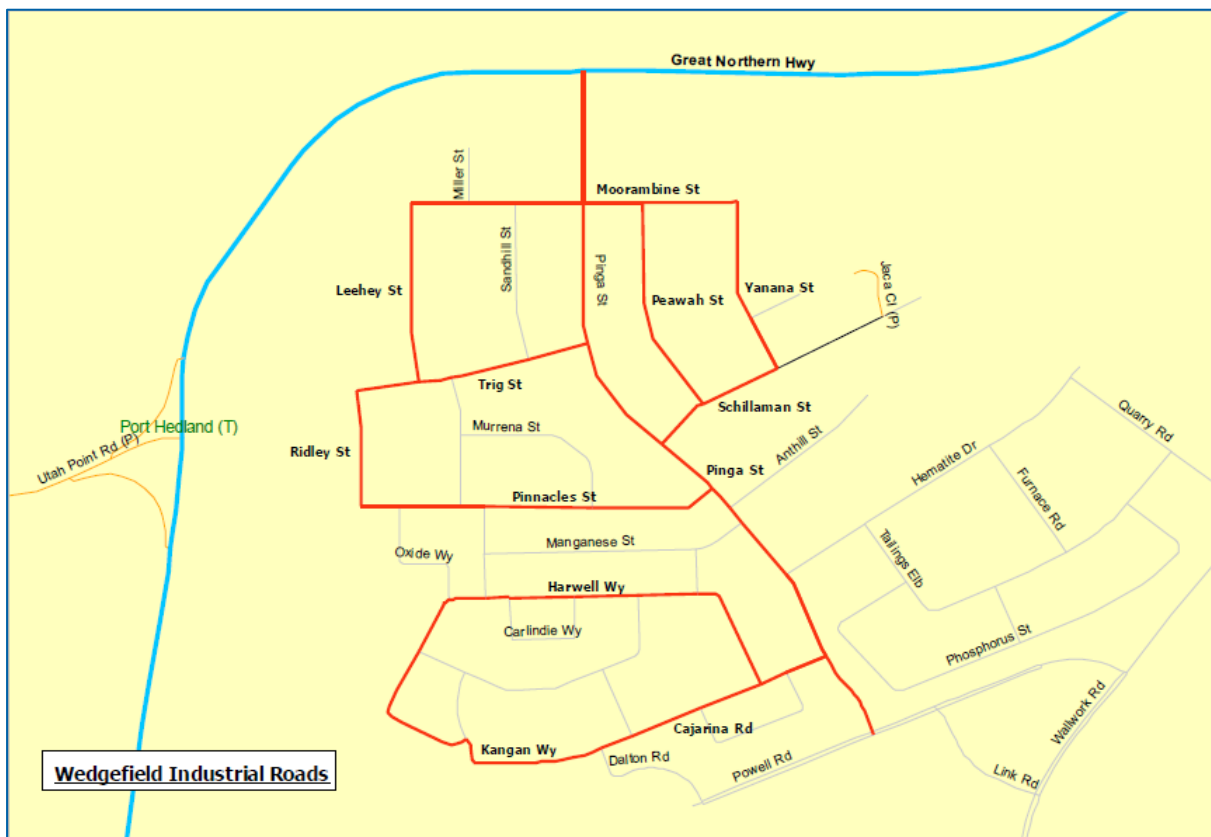 Great Northern Hwy
Miller St
Moorambine St
Sandhill St
Pinga St
Jaca Cl (P)
Leehey St
Peawah St
Yanana St
Trig St
Schillaman St
Port Hedland (T)
Utah Point Rd (P)
Murrena St
Ridley St
Pinga St
Anthill St
Hematite Dr
Quarry Rd
Furnace Rd
Pinnacles St
Manganese St
Oxide Wy
Tailings Elb
Harwell Wy
Carlindie Wy
Phosphorus St
Wallwork Rd
Cajarina Rd
Kangan Wy
Dalton Rd
Powell Rd
Link Rd
Wedgefield Industrial Roads